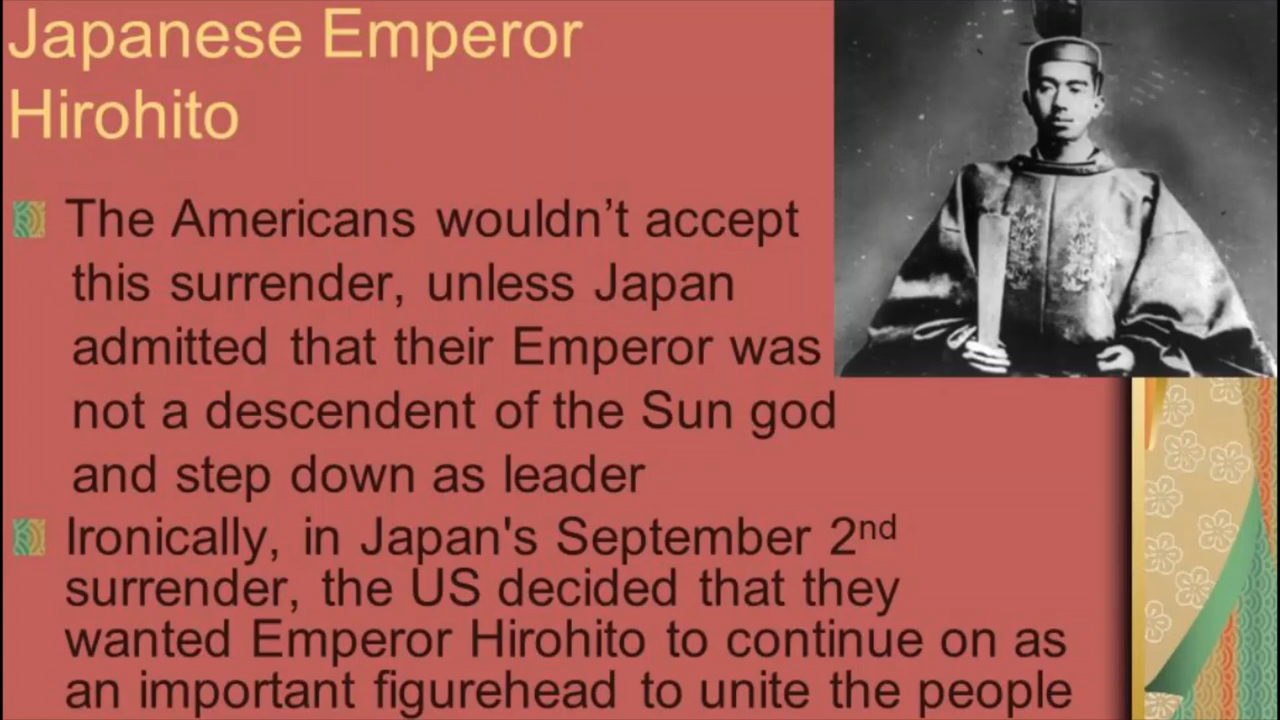 Japanese Emperor
Hirohito
The Americans wouldn’t accept
this surrender, unless Japan
admitted that their Emperor was
not a descendent of the Sun god
and step down as leader
Ironically, in Japan's September 2nd
surrender, the US decided that they
wanted Emperor Hirohito to continue on as
an important figurehead to unite the people